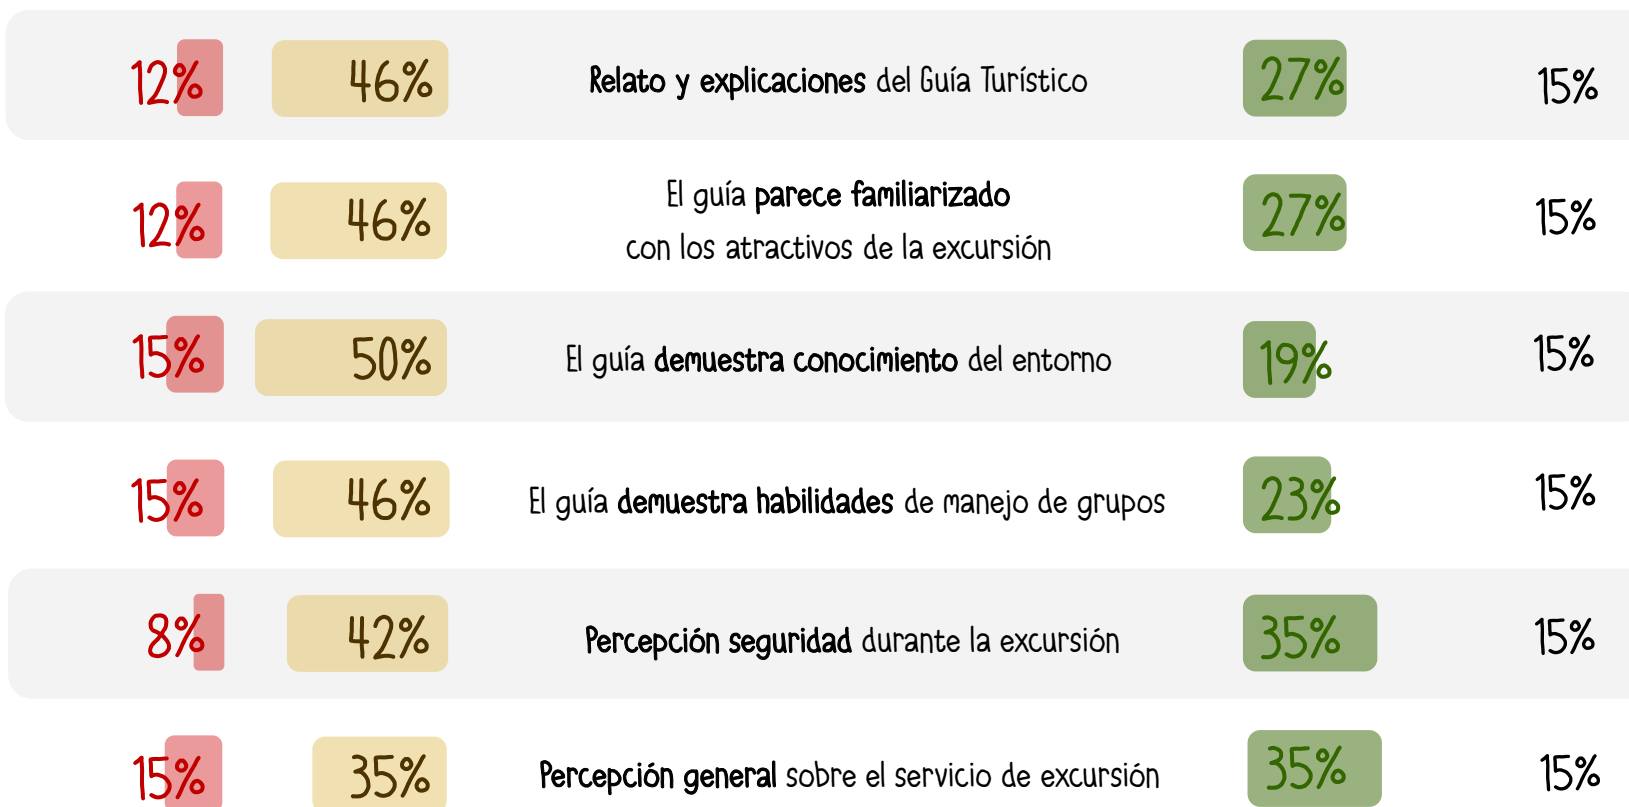 12% 46% Relato y explicaciones del Guía Turístico 27% 15%
El guía parece familiarizado
12% 46% 27% 15%
con los atractivos de la excursión
15% 50% El guía demuestra conocimiento del entorno 19% 15%
15% 46% El guía demuestra habilidades de manejo de grupos 23% 15%
8% 42% Percepción seguridad durante la excursión 35% 15%
15% 35% Percepción general sobre el servicio de excursión 35% 15%